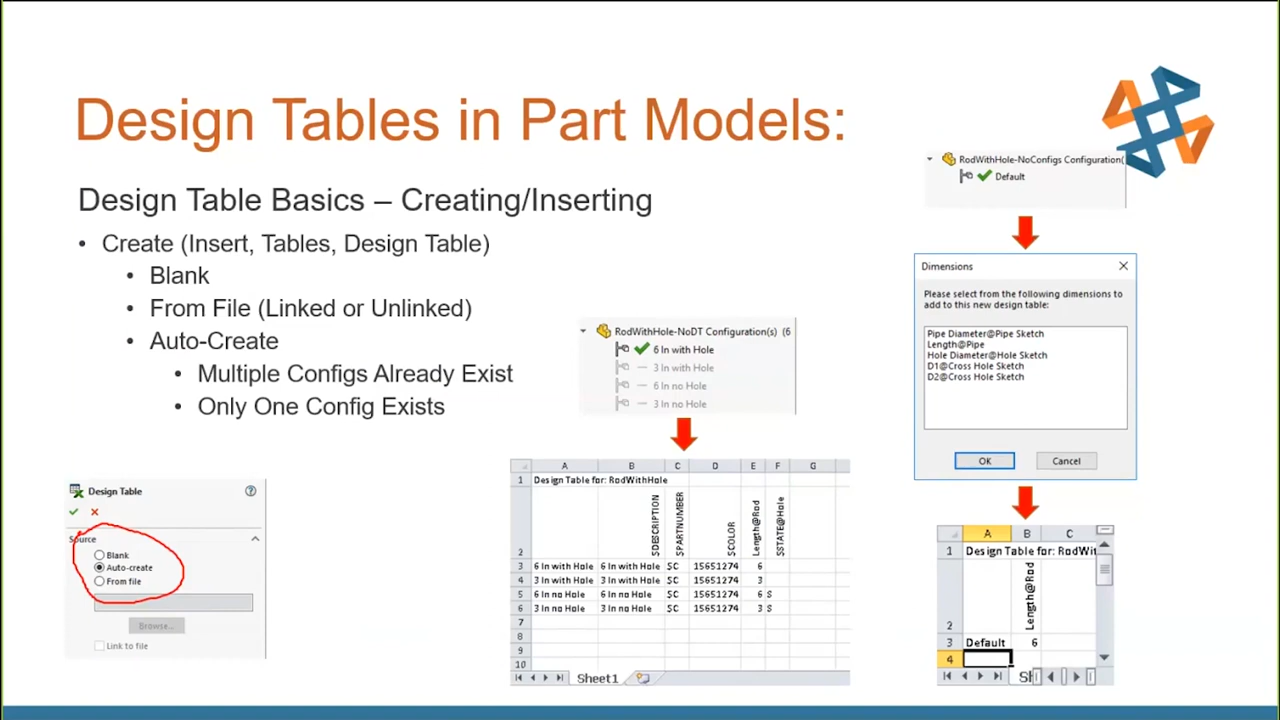 Design Tables in Part Models:
Design Table Basics – Creating/Inserting
• Create (Insert, Tables, Design Table)
• Blank
• From File (Linked or Unlinked)
• Auto-Create
• Multiple Configs Already Exist
• Only One Config Exists
Design Table
Source
Blank
Auto-create
From file
Browse...
Link to file
RodWithHole-NoDT Configuration(s) (6
6 In with Hole
3 In with Hole
6 In no Hole
3 In no Hole
A B C D E F G
1 Design Table for: RodWithHole
2 $DESCRIPTION $PARTNUMBER $COLOR Length@Rod $STATE@Hole
3 6 In with Hole 6 In with Hole $C 15651274 6
4 3 In with Hole 3 In with Hole $C 15651274 3
5 6 In no Hole 6 In no Hole $C 15651274 6 S
6 3 In no Hole 3 In no Hole $C 15651274 3 S
7
8
9
10
Sheet1
RodWithHole-NoConfigs Configuration(
Default
Dimensions
Please select from the following dimensions to
add to this new design table:
Pipe Diameter@Pipe Sketch
Length@Pipe
Hole Diameter@Hole Sketch
D1@Cross Hole Sketch
D2@Cross Hole Sketch
OK Cancel
A B C
1 Design Table for: RodWi
2 Length@Rod
3 Default 6
4
Sh